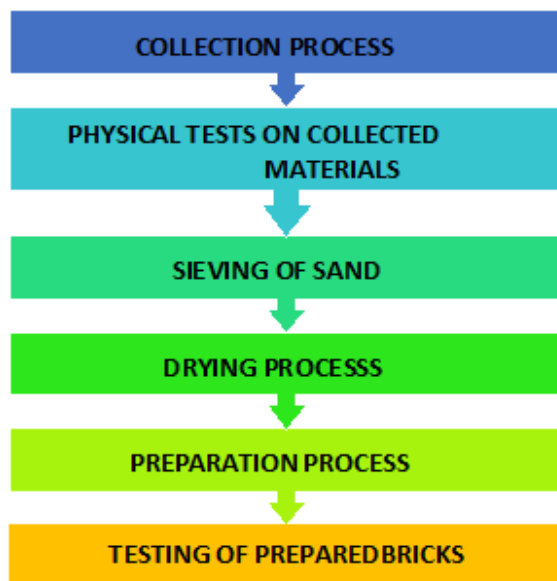 COLLECTION PROCESS
PHYSICAL TESTS ON COLLECTED
MATERIALS
SIEVING OF SAND
DRYING PROCESSS
PREPARATION PROCESS
TESTING OF PREPAREDBRICKS